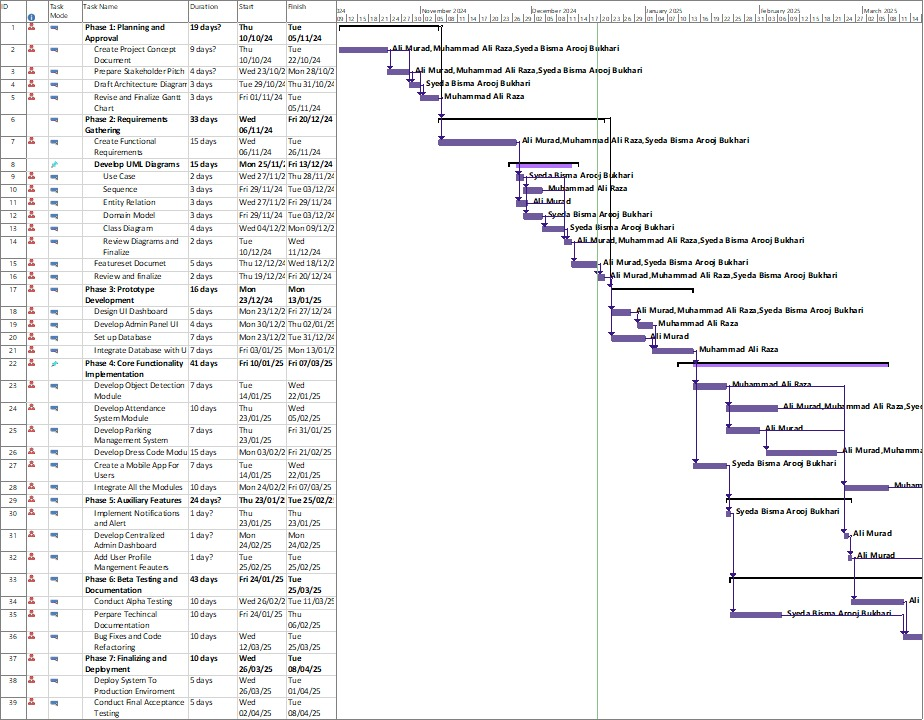 ID Task Mode Task Name Duration Start Finish
24 November 2024 December 2024 January 2025 February 2025 March 2025
1 Phase 1: Planning and Approval 19 days? Thu 10/10/24 Tue 05/11/24
2 Create Project Concept Document 9 days? Thu 10/10/24 Tue 22/10/24 Ali Murad,Muhammad Ali Raza,Syeda Bisma Arooj Bukhari
3 Prepare Stakeholder Pitch 4 days? Wed 23/10/2 Mon 28/10/2 Ali Murad,Muhammad Ali Raza,Syeda Bisma Arooj Bukhari
4 Draft Architecture Diagram 3 days Tue 29/10/24 Thu 31/10/24 Syeda Bisma Arooj Bukhari
5 Revise and Finalize Gantt Chart 3 days Fri 01/11/24 Tue 05/11/24 Muhammad Ali Raza
6 Phase 2: Requirements Gathering 33 days Wed 06/11/24 Fri 20/12/24
7 Create Functional Requirements 15 days Wed 06/11/24 Tue 26/11/24 Ali Murad,Muhammad Ali Raza,Syeda Bisma Arooj Bukhari
8 Develop UML Diagrams 15 days Mon 25/11/2 Fri 13/12/24
9 Use Case 2 days Wed 27/11/2 Thu 28/11/24 Syeda Bisma Arooj Bukhari
10 Sequence 3 days Fri 29/11/24 Tue 03/12/24 Muhammad Ali Raza
11 Entity Relation 3 days Wed 27/11/2 Fri 29/11/24 Ali Murad
12 Domain Model 3 days Fri 29/11/24 Tue 03/12/24 Syeda Bisma Arooj Bukhari
13 Class Diagram 4 days Wed 04/12/2 Mon 09/12/2 Syeda Bisma Arooj Bukhari
14 Review Diagrams and Finalize 2 days Tue 10/12/24 Wed 11/12/24 Ali Murad,Muhammad Ali Raza,Syeda Bisma Arooj Bukhari
15 Featureset Documet 5 days Thu 12/12/24 Wed 18/12/2 Ali Murad,Syeda Bisma Arooj Bukhari
16 Review and finalize 2 days Thu 19/12/24 Fri 20/12/24 Ali Murad,Muhammad Ali Raza,Syeda Bisma Arooj Bukhari
17 Phase 3: Prototype Development 16 days Mon 23/12/24 Mon 13/01/25
18 Design UI Dashboard 5 days Mon 23/12/2 Fri 27/12/24 Ali Murad,Muhammad Ali Raza,Syeda Bisma Arooj Bukhari
19 Develop Admin Panel UI 4 days Mon 30/12/2 Thu 02/01/25 Muhammad Ali Raza
20 Set up Database 7 days Mon 23/12/2 Tue 31/12/24 Ali Murad
21 Integrate Database with U 7 days Fri 03/01/25 Mon 13/01/2 Muhammad Ali Raza
22 Phase 4: Core Functionality Implementation 41 days Fri 10/01/25 Fri 07/03/25
23 Develop Object Detection Module 7 days Tue 14/01/25 Wed 22/01/25 Muhammad Ali Raza
24 Develop Attendance System Module 10 days Thu 23/01/25 Wed 05/02/25 Ali Murad,Muhammad Ali Raza,Sye
25 Develop Parking Management System 7 days Thu 23/01/25 Fri 31/01/25 Ali Murad
26 Develop Dress Code Modu 15 days Mon 03/02/2 Fri 21/02/25 Ali Murad,Muhamma
27 Create a Mobile App For Users 7 days Tue 14/01/25 Wed 22/01/25 Syeda Bisma Arooj Bukhari
28 Integrate All the Modules 10 days Mon 24/02/2 Fri 07/03/25 Muham
29 Phase 5: Auxiliary Features 24 days? Thu 23/01/2 Tue 25/02/2
30 Implement Notifications and Alert 1 day? Thu 23/01/25 Thu 23/01/25 Syeda Bisma Arooj Bukhari
31 Develop Centralized Admin Dashboard 1 day? Mon 24/02/25 Mon 24/02/25 Ali Murad
32 Add User Profile Mangement Feauters 1 day? Tue 25/02/25 Tue 25/02/25 Ali Murad
33 Phase 6: Beta Testing and Documentation 43 days Fri 24/01/25 Tue 25/03/25
34 Conduct Alpha Testing 10 days Wed 26/02/2 Tue 11/03/25 Ali
35 Perpare Techincal Documentation 10 days Fri 24/01/25 Thu 06/02/25 Syeda Bisma Arooj Bukhari
36 Bug Fixes and Code Refactoring 10 days Wed 12/03/25 Tue 25/03/25
37 Phase 7: Finalizing and Deployment 10 days Wed 26/03/25 Tue 08/04/25
38 Deploy System To Production Enviroment 5 days Wed 26/03/25 Tue 01/04/25
39 Conduct Final Acceptance Testing 5 days Wed 02/04/25 Tue 08/04/25